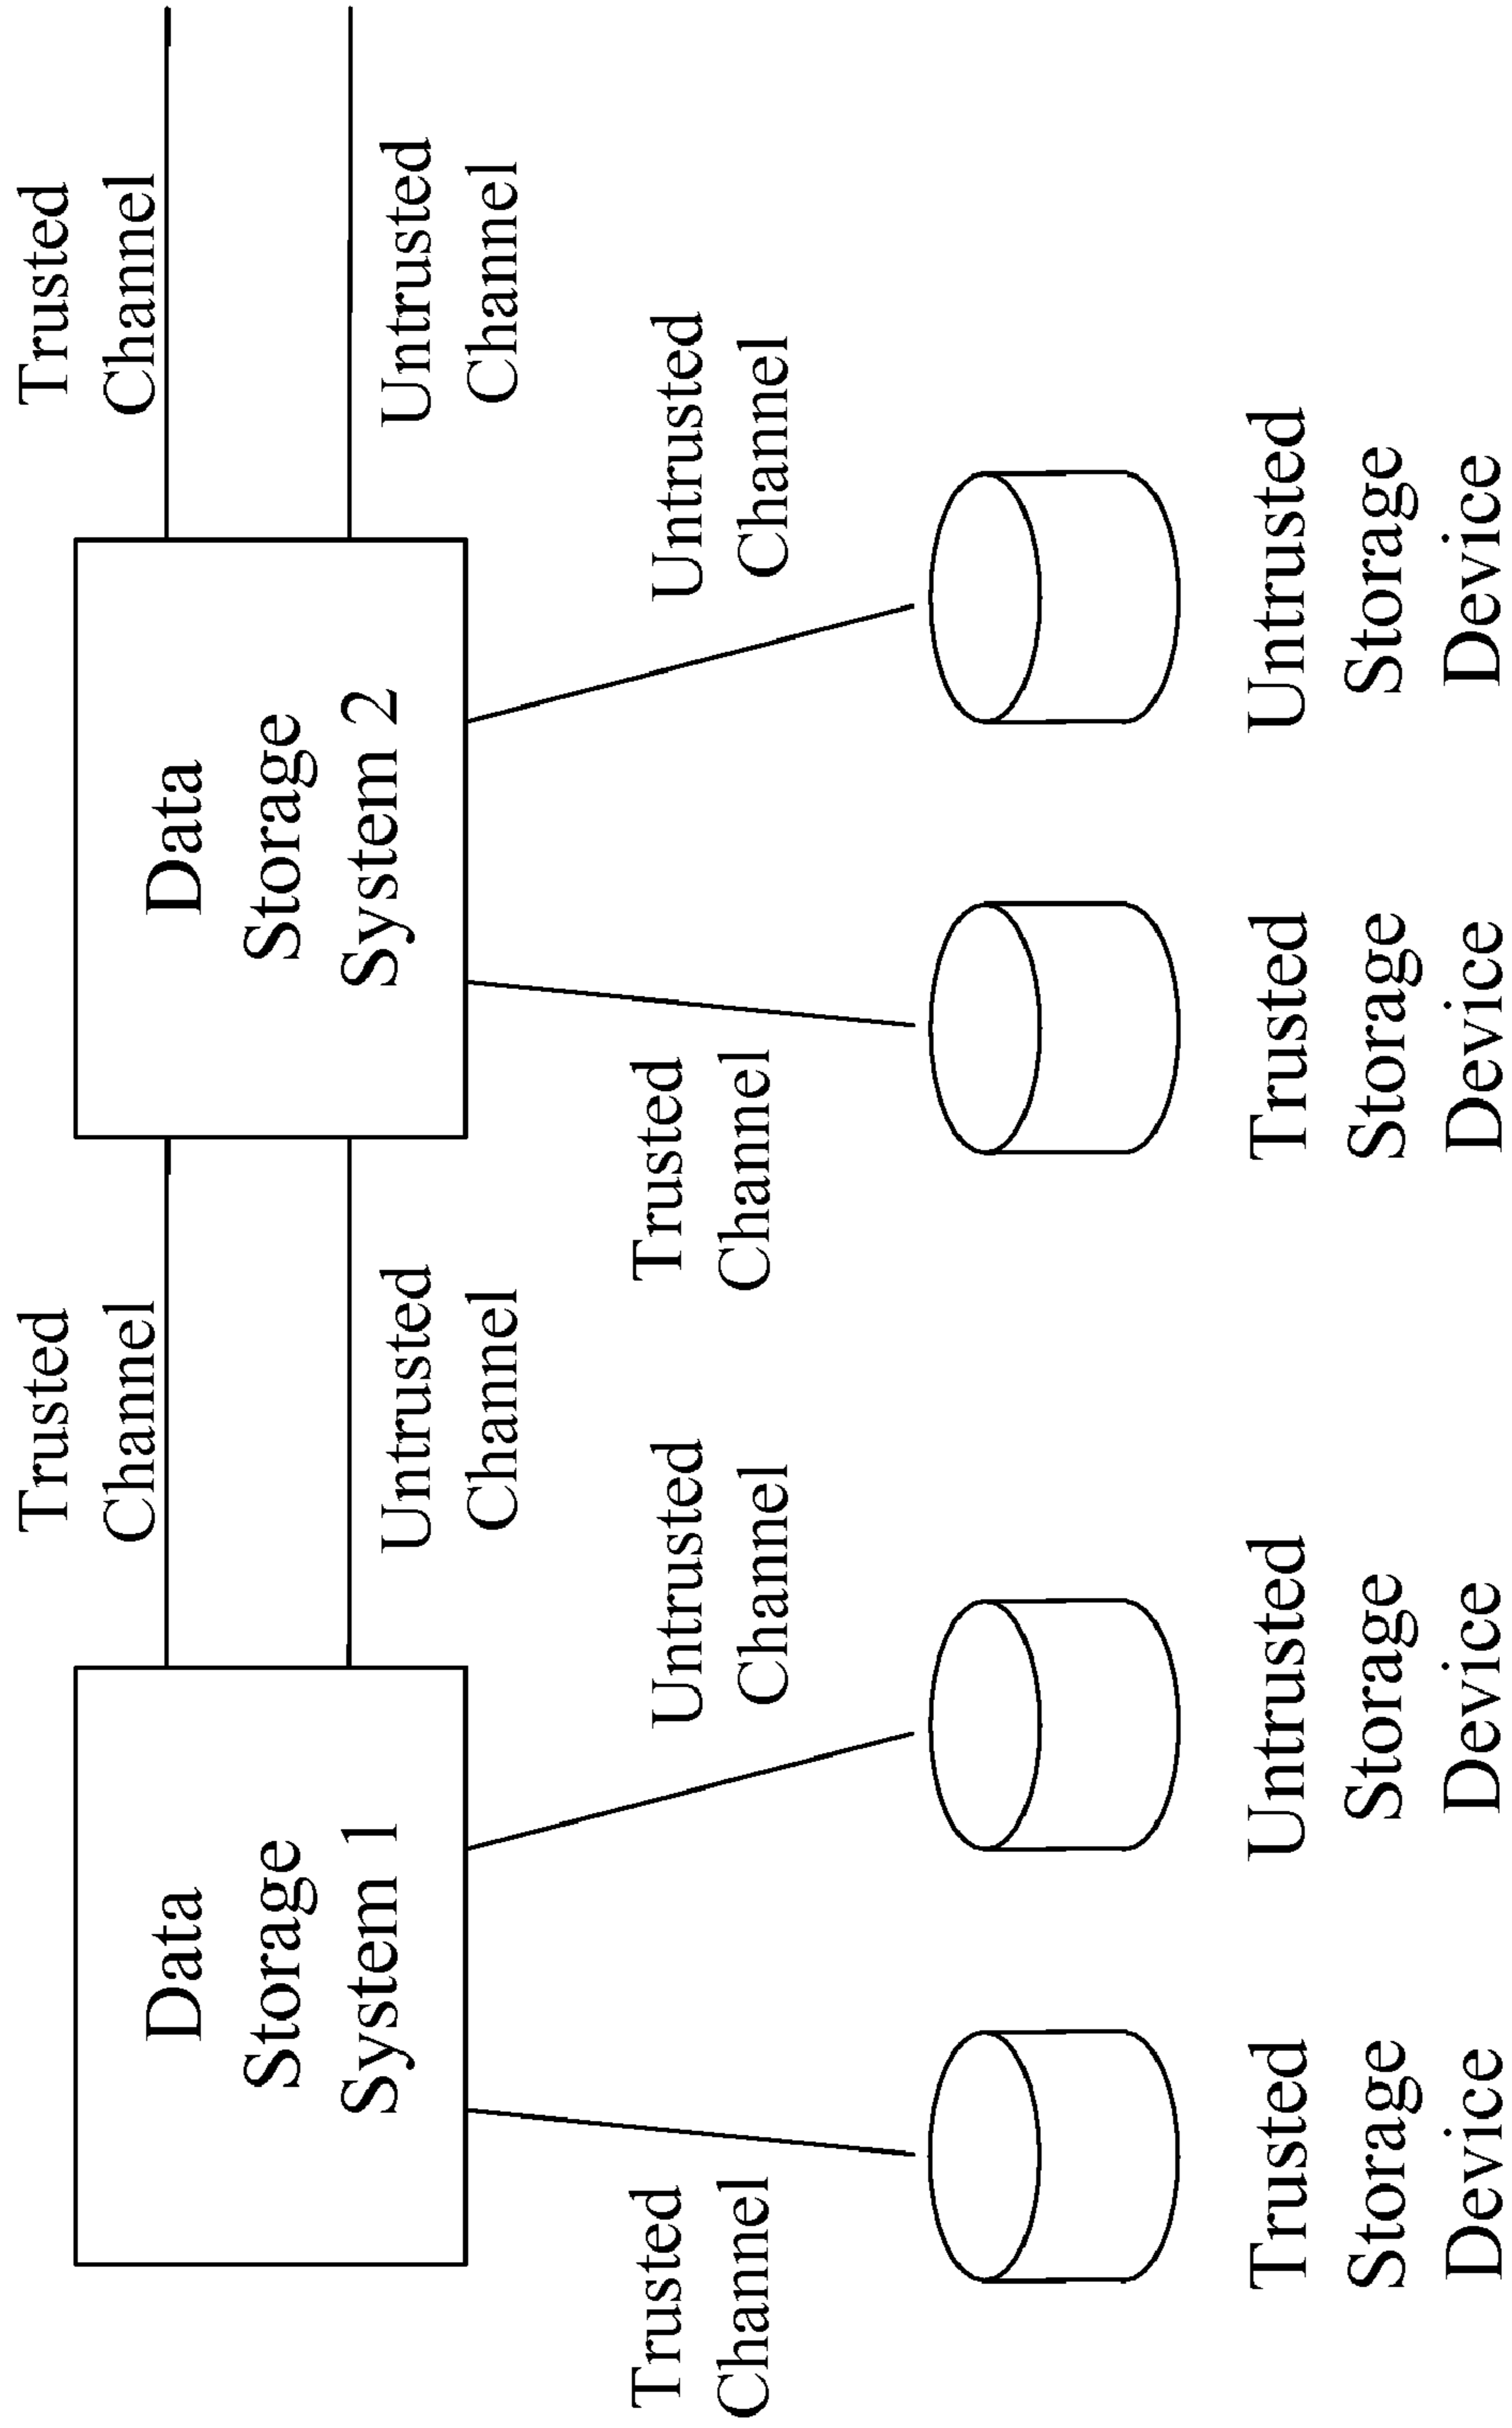 Trusted
Channel
Trusted
Channel
Data
Storage
System 1
Data
Storage
System 2
Untrusted
Channel
Untrusted
Channel
Trusted
Channel
Untrusted
Channel
Trusted
Channel
Untrusted
Channel
Trusted
Storage
Device
Untrusted
Storage
Device
Trusted
Storage
Device
Untrusted
Storage
Device